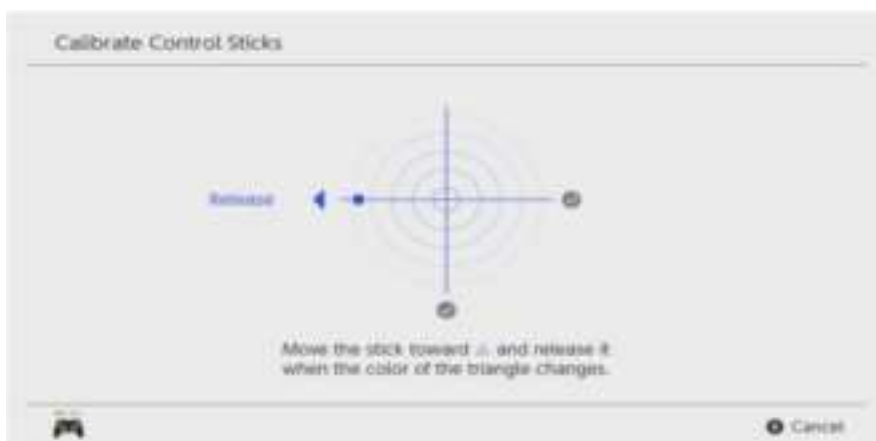 Calibrate Control Sticks
Release
Move the stick toward △ and release it
when the color of the triangle changes.
Cancel